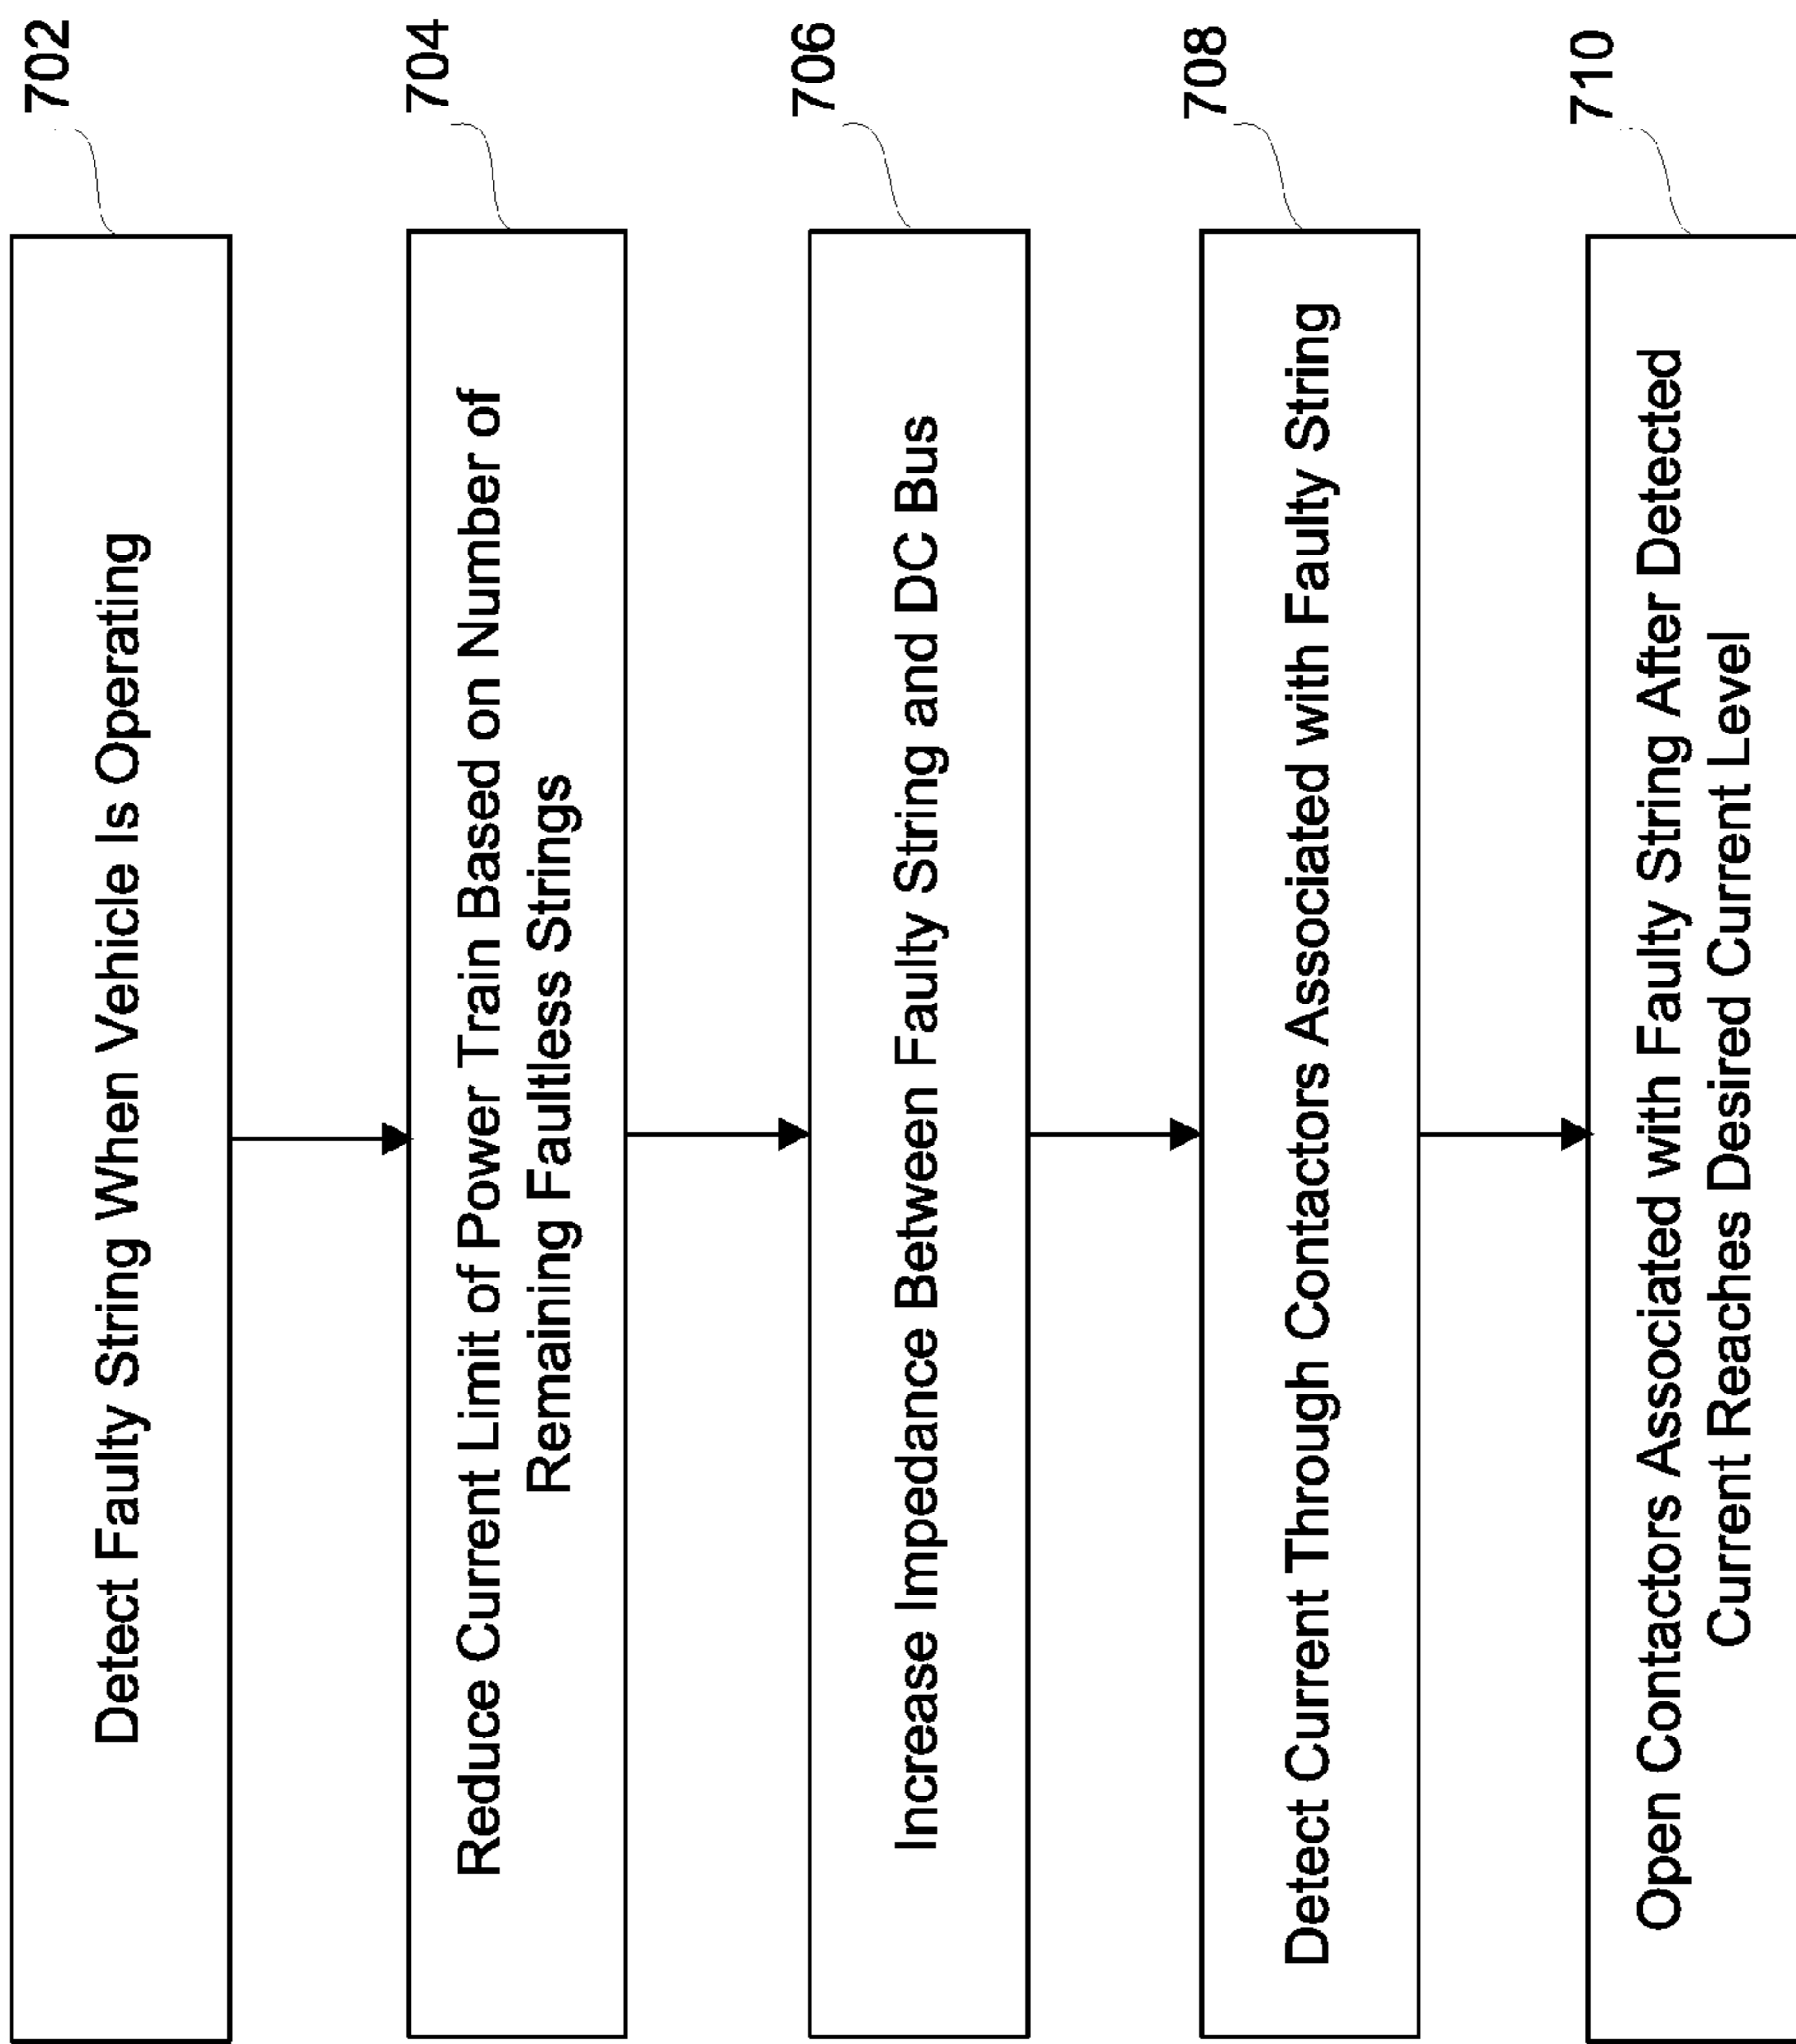 702
Detect Faulty String When Vehicle Is Operating
704
Reduce Current Limit of Power Train Based on Number of
Remaining Faultless Strings
706
Increase Impedance Between Faulty String and DC Bus
708
Detect Current Through Contactors Associated with Faulty String
710
Open Contactors Associated with Faulty String After Detected
Current Reaches Desired Current Level